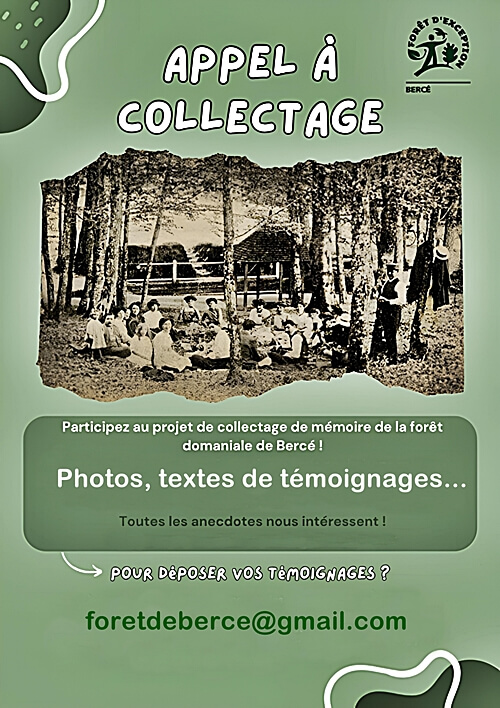 FORÊT D'EXCEPTION
BERCÉ
APPEL À
COLLECTAGE
Participez au projet de collectage de mémoire de la forêt
domaniale de Bercé !
Photos, textes de témoignages...
Toutes les anecdotes nous intéressent !
POUR DÉPOSER VOS TÉMOIGNAGES ?
foretdeberce@gmail.com